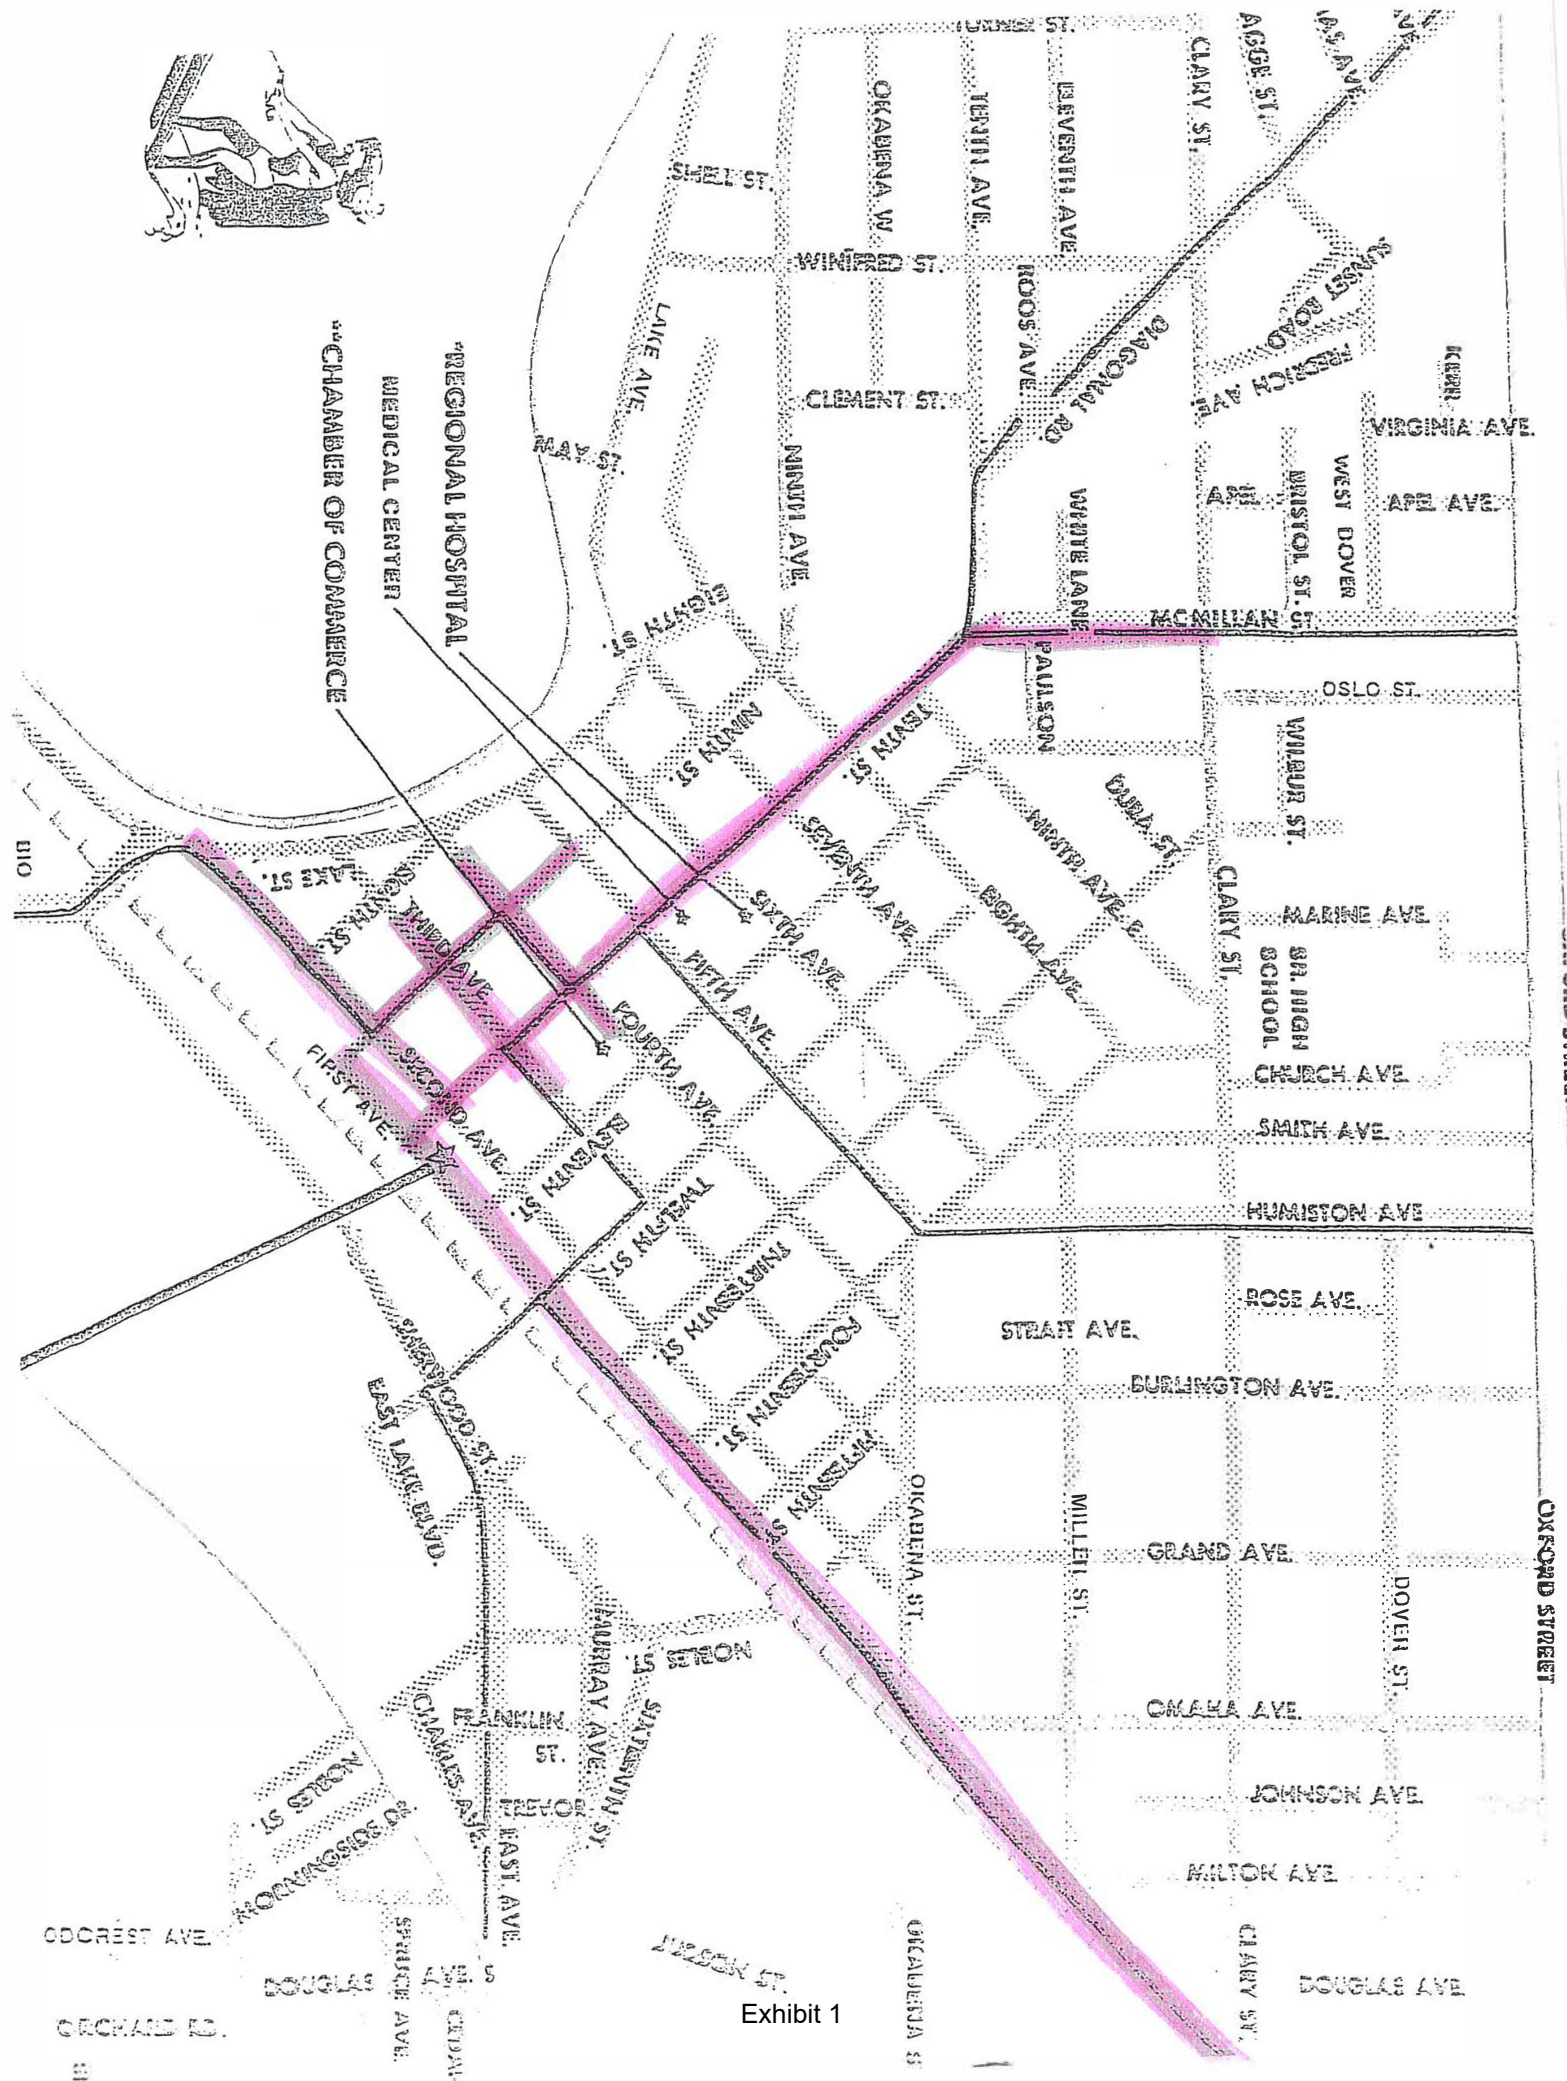 TURNER ST.
CLARY ST.
OKABENA W.
TENTH AVE.
ELEVENTH AVE.
SHELL ST.
WINIFRED ST.
ROOS AVE.
SUNSET ROAD
DIAGONAL RD.
FREDRICH AVE.
LAKE AVE.
CLEMENT ST.
VIRGINIA AVE.
"REGIONAL HOSPITAL
MEDICAL CENTER
"CHAMBER OF COMMERCE
MAY ST.
NINTH AVE.
WHITE LANE
APEL
BRISTOL ST.
WEST DOVER
APEL AVE.
EIGHTH ST.
MCMILLAN ST.
PAULSON
OSLO ST.
NINTH ST.
TENTH ST.
WILBUR ST.
DURA ST.
NINTH AVE. E
SEVENTH AVE.
EIGHTH AVE.
SIXTH AVE.
FIFTH AVE.
FOURTH AVE.
THIRD AVE.
SECOND AVE.
FIRST AVE.
LAKE ST.
CLARY ST.
MARINE AVE.
SR. HIGH
SCHOOL
CHURCH AVE.
SMITH AVE.
HUMISTON AVE
ELEVENTH ST.
TWELFTH ST.
THIRTEENTH ST.
FOURTEENTH ST.
FIFTEENTH S
ROSE AVE.
STRAIT AVE.
BURLINGTON AVE.
SHERWOOD ST.
EAST LAKE BLVD.
OKABENA ST.
MILLER ST.
GRAND AVE.
DOVER ST.
OXFORD STREET
NOBLES ST.
MURRAY AVE.
SIXTEENTH ST.
FRANKLIN
ST.
CHARLES AVE.
TREVOR
EAST AVE.
OMAHA AVE.
JOHNSON AVE.
MILTON AVE.
NOBLES ST.
MORNINGSIDE
DOUGLAS AVE. S
SPRUCE AVE.
ORCHARD RD.
CLARY ST.
DOUGLAS AVE.
Exhibit 1